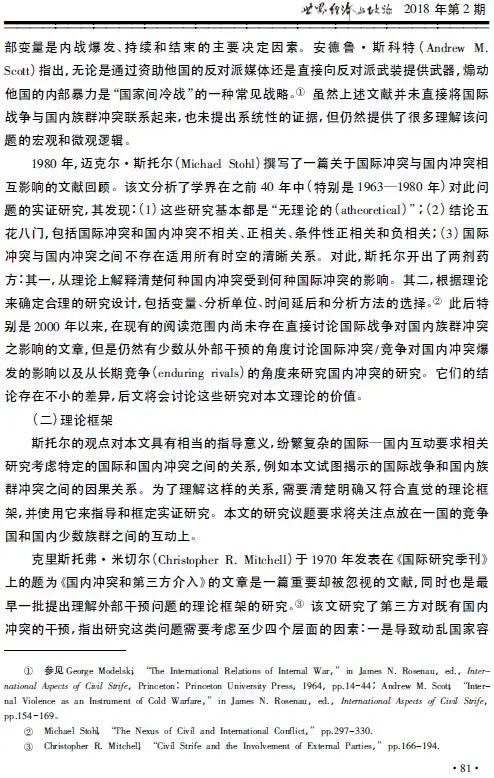 世界经济与政治 2018 年第 2 期
部变量是内战爆发、持续和结束的主要决定因素。安德鲁·斯科特(Andrew M.
Scott)指出,无论是通过资助他国的反对派媒体还是直接向反对派武装提供武器,煽动
他国的内部暴力是“国家间冷战”的一种常见战略。① 虽然上述文献并未直接将国际
战争与国内族群冲突联系起来,也未提出系统性的证据,但仍然提供了很多理解该问
题的宏观和微观逻辑。
1980 年,迈克尔·斯托尔(Michael Stohl)撰写了一篇关于国际冲突与国内冲突相
互影响的文献回顾。该文分析了学界在之前 40 年中(特别是 1963—1980 年)对此问
题的实证研究,其发现:(1)这些研究基本都是“无理论的(atheoretical)”;(2)结论五
花八门,包括国际冲突和国内冲突不相关、正相关、条件性正相关和负相关;(3)国际
冲突与国内冲突之间不存在适用所有时空的清晰关系。对此,斯托尔开出了两剂药
方:其一,从理论上解释清楚何种国内冲突受到何种国际冲突的影响。其二,根据理论
来确定合理的研究设计,包括变量、分析单位、时间延后和分析方法的选择。② 此后特
别是 2000 年以来,在现有的阅读范围内尚未存在直接讨论国际战争对国内族群冲突
之影响的文章,但是仍然有少数从外部干预的角度讨论国际冲突/竞争对国内冲突爆
发的影响以及从长期竞争(enduring rivals)的角度来研究国内冲突的研究。它们的结
论存在不小的差异,后文将会讨论这些研究对本文理论的价值。
(二)理论框架
斯托尔的观点对本文具有相当的指导意义,纷繁复杂的国际—国内互动要求相关
研究考虑特定的国际和国内冲突之间的关系,例如本文试图揭示的国际战争和国内族
群冲突之间的因果关系。为了解这样的关系,需要清楚明确又符合直觉的理论框
架,并使用它来指导和框定实证研究。本文的研究议题要求将关注点放在一国的竞争
国和国内少数族群之间的互动上。
克里斯托弗·米切尔(Christopher R. Mitchell)于 1970 年发表在《国际研究季刊》
上的题为《国内冲突和第三方介入》的文章是一篇重要却被忽视的文献,同时也是最
早一批提出理解外部干预问题的理论框架的研究。③ 该文研究了第三方对既有国内
冲突的干预,指出研究这类问题需要考虑至少四个层面的因素:一是导致动乱国家容
① 参见 George Modelski, “The International Relations of Internal War,” in James N. Rosenau, ed., Inter-
national Aspects of Civil Strife, Princeton: Princeton University Press, 1964, pp.14-44; Andrew M. Scott, “Inter-
nal Violence as an Instrument of Cold Warfare,” in James N. Rosenau, ed., International Aspects of Civil Strife,
pp.154-169。
② Michael Stohl, “The Nexus of Civil and International Conflict,” pp.297-330.
③ Christopher R. Mitchell, “Civil Strife and the Involvement of External Parties,” pp.166-194.
·81·